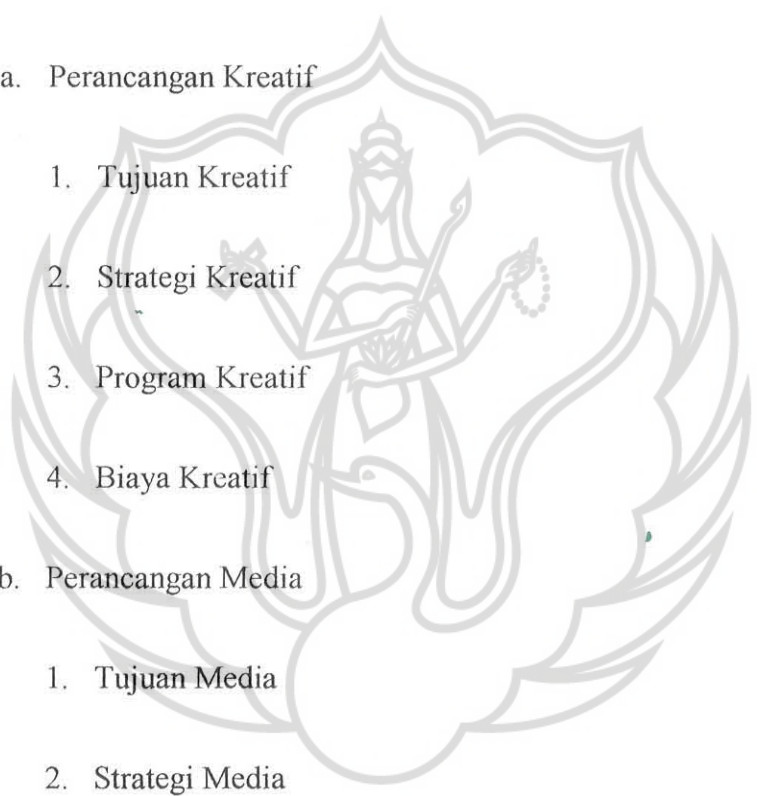 a. Perancangan Kreatif
1. Tujuan Kreatif
2. Strategi Kreatif
3. Program Kreatif
4. Biaya Kreatif
b. Perancangan Media
1. Tujuan Media
2. Strategi Media